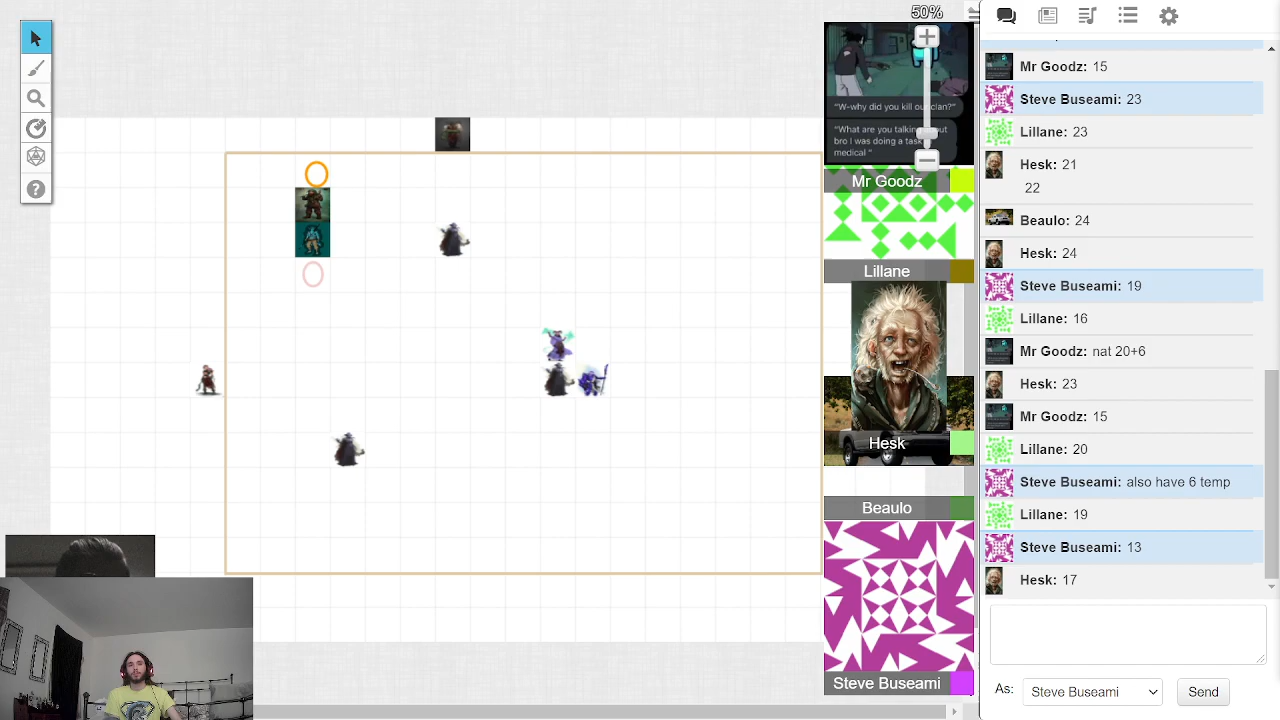 50%
"W-why did you kill our clan?"
"What are you talking about
bro I was doing a task
medical "
Mr Goodz
Lillane
Hesk
Beaulo
Steve Buseami
Mr Goodz: 15
Steve Buseami: 23
Lillane: 23
Hesk: 21
22
Beaulo: 24
Hesk: 24
Steve Buseami: 19
Lillane: 16
Mr Goodz: nat 20+6
Hesk: 23
Mr Goodz: 15
Lillane: 20
Steve Buseami: also have 6 temp
Lillane: 19
Steve Buseami: 13
Hesk: 17
As:
Steve Buseami
Send